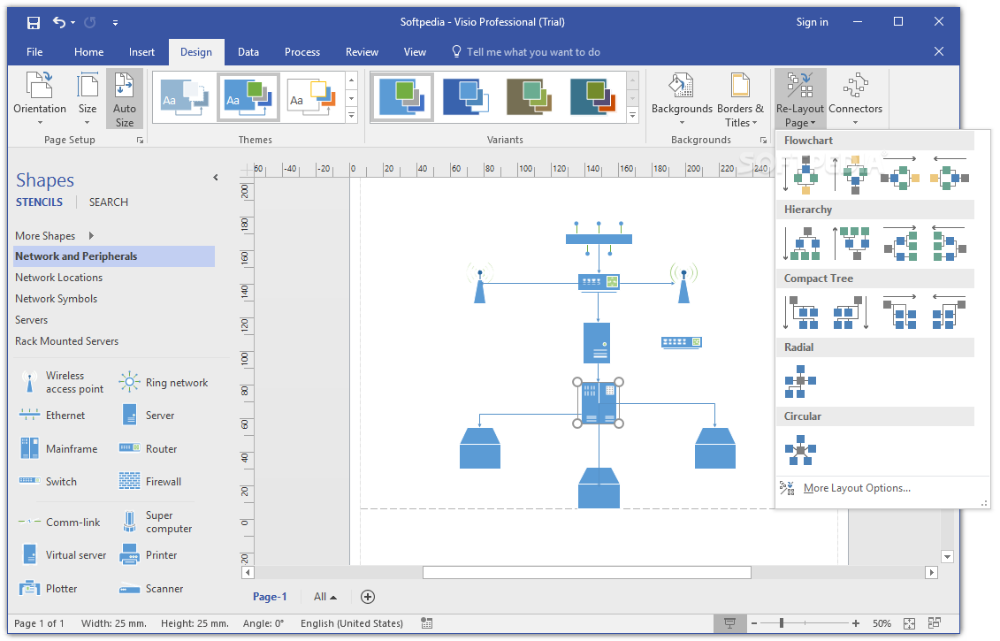 Softpedia - Visio Professional (Trial)
Sign in
File Home Insert Design Data Process Review View Tell me what you want to do
Orientation Size Auto Size
Page Setup
Aa Aa Aa
Themes
Variants
Backgrounds Borders & Titles
Backgrounds
Re-Layout Page Connectors
Flowchart
Hierarchy
Compact Tree
Radial
Circular
More Layout Options...
SOFTPEDIA
Shapes
STENCILS SEARCH
More Shapes
Network and Peripherals
Network Locations
Network Symbols
Servers
Rack Mounted Servers
Wireless access point Ring network
Ethernet Server
Mainframe Router
Switch Firewall
Comm-link Super computer
Virtual server Printer
Plotter Scanner
60 -40 -20 0 20 40 60 80 100 120 140 160 180 200 220 240
200
180
160
140
120
100
80
60
40
20
0
20
Page-1 All
Page 1 of 1 Width: 25 mm. Height: 25 mm. Angle: 0° English (United States) 50%